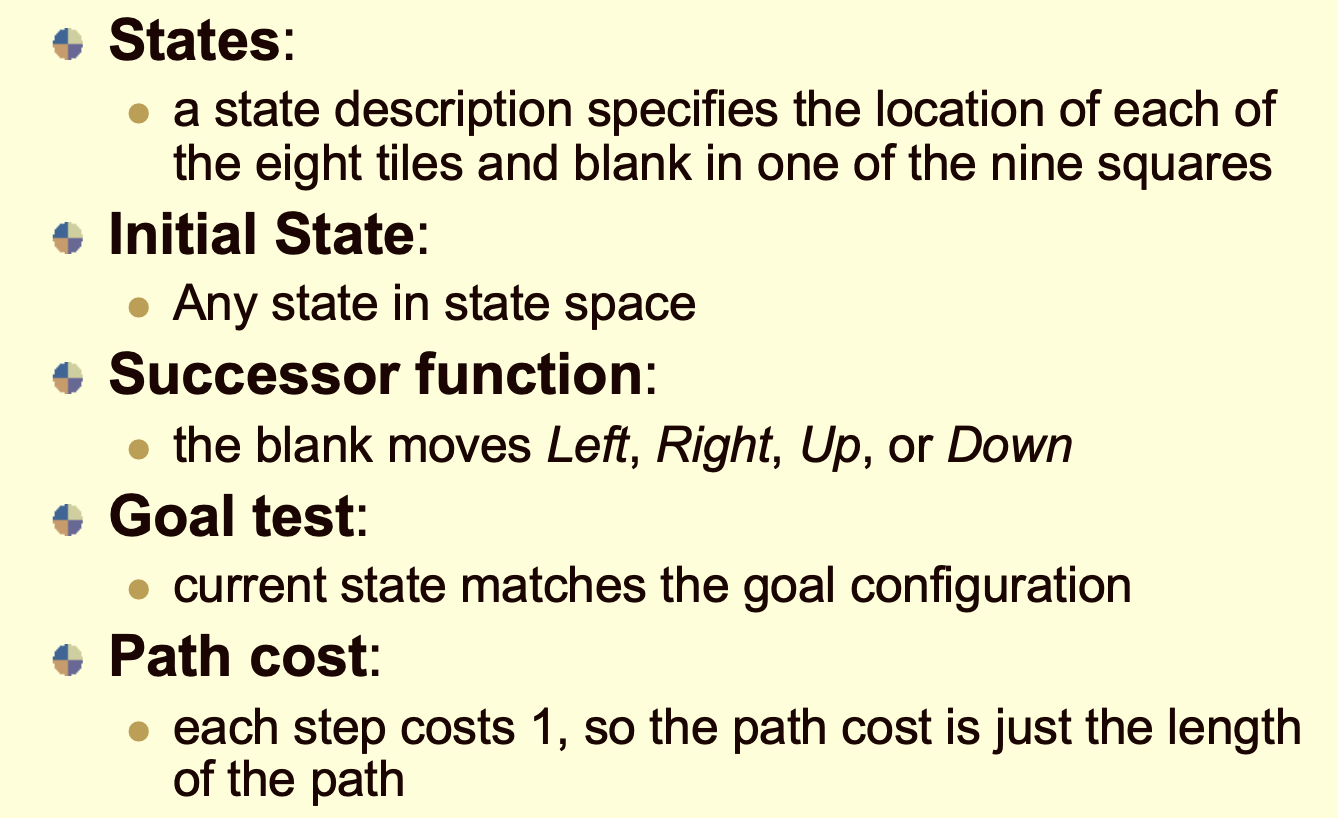 States:
a state description specifies the location of each of
the eight tiles and blank in one of the nine squares
Initial State:
Any state in state space
Successor function:
the blank moves Left, Right, Up, or Down
Goal test:
current state matches the goal configuration
Path cost:
each step costs 1, so the path cost is just the length
of the path